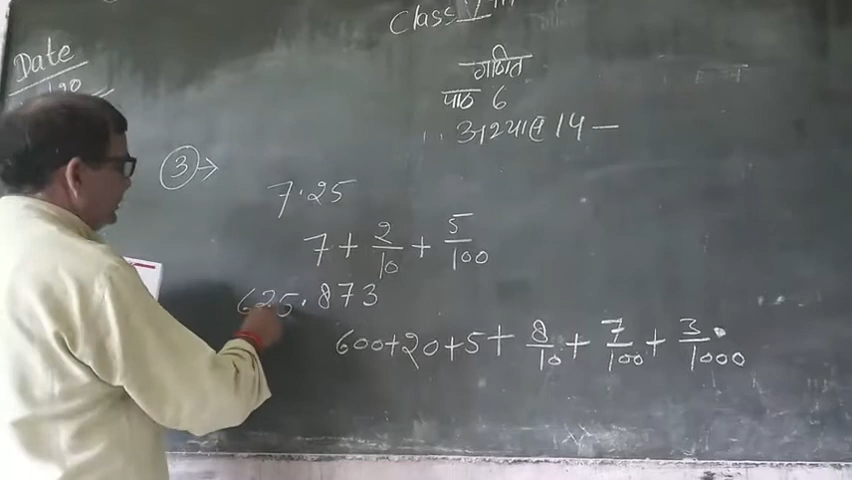 Class VIII
Date
गणित
पाठ 6
अभ्यास 14 —
③→
7.25
7 + 2/10 + 5/100
625.873
600+20+5+ 8/10 + 7/100 + 3/1000